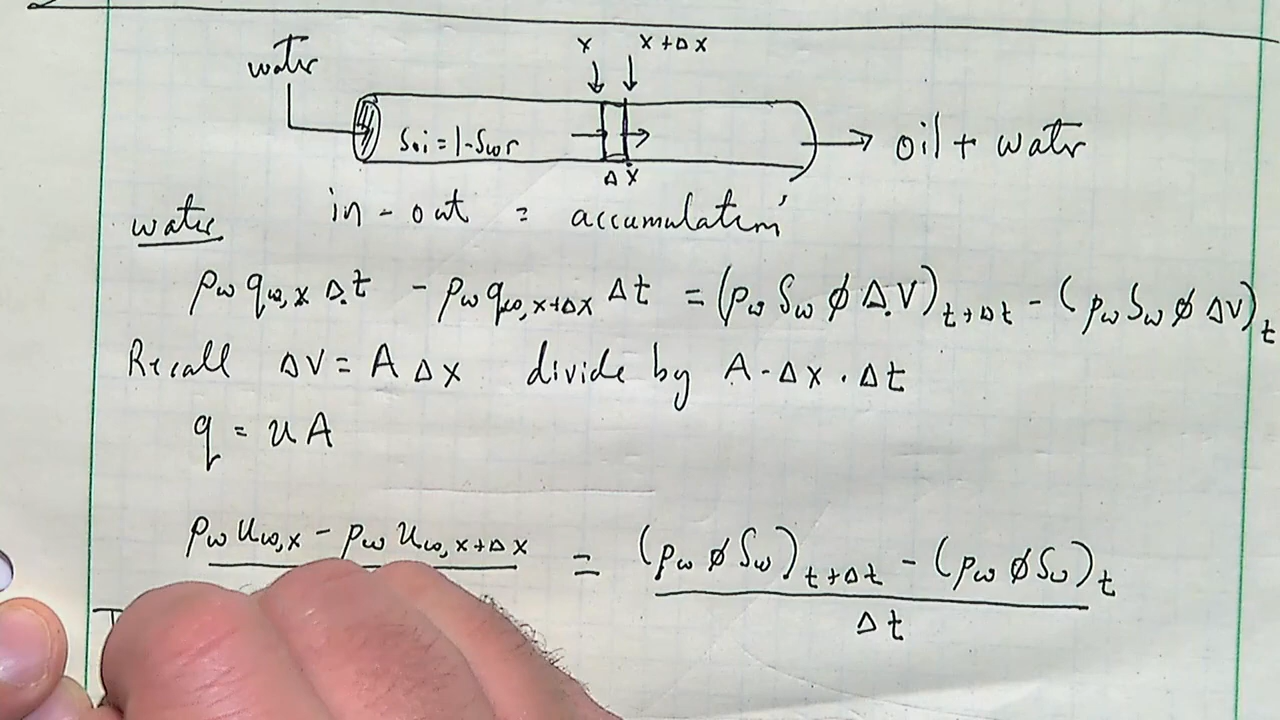 x x+Δx
water
Soi = 1-Swr → oil + water
Δx
water in - out = accumulation
ρw qw,x Δt - ρw qw,x+Δx Δt = (ρw Sw ϕ ΔV)t+Δt - (ρw Sw ϕ ΔV)t
Recall ΔV = A Δx divide by A · Δx · Δt
q = uA
ρw uw,x - ρw uw,x+Δx = (ρw ϕ Sw)t+Δt - (ρw ϕ Sw)t
Δt